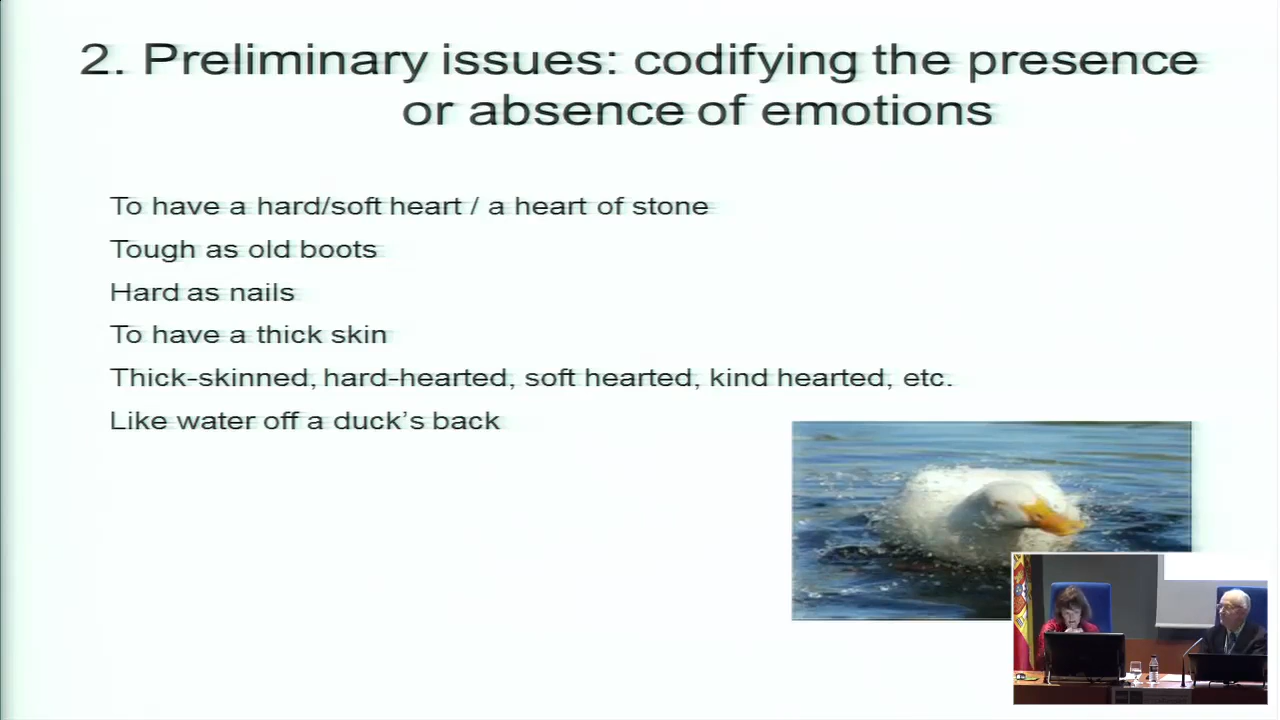 2. Preliminary issues: codifying the presence
or absence of emotions
To have a hard/soft heart / a heart of stone
Tough as old boots
Hard as nails
To have a thick skin
Thick-skinned, hard-hearted, soft hearted, kind hearted, etc.
Like water off a duck’s back